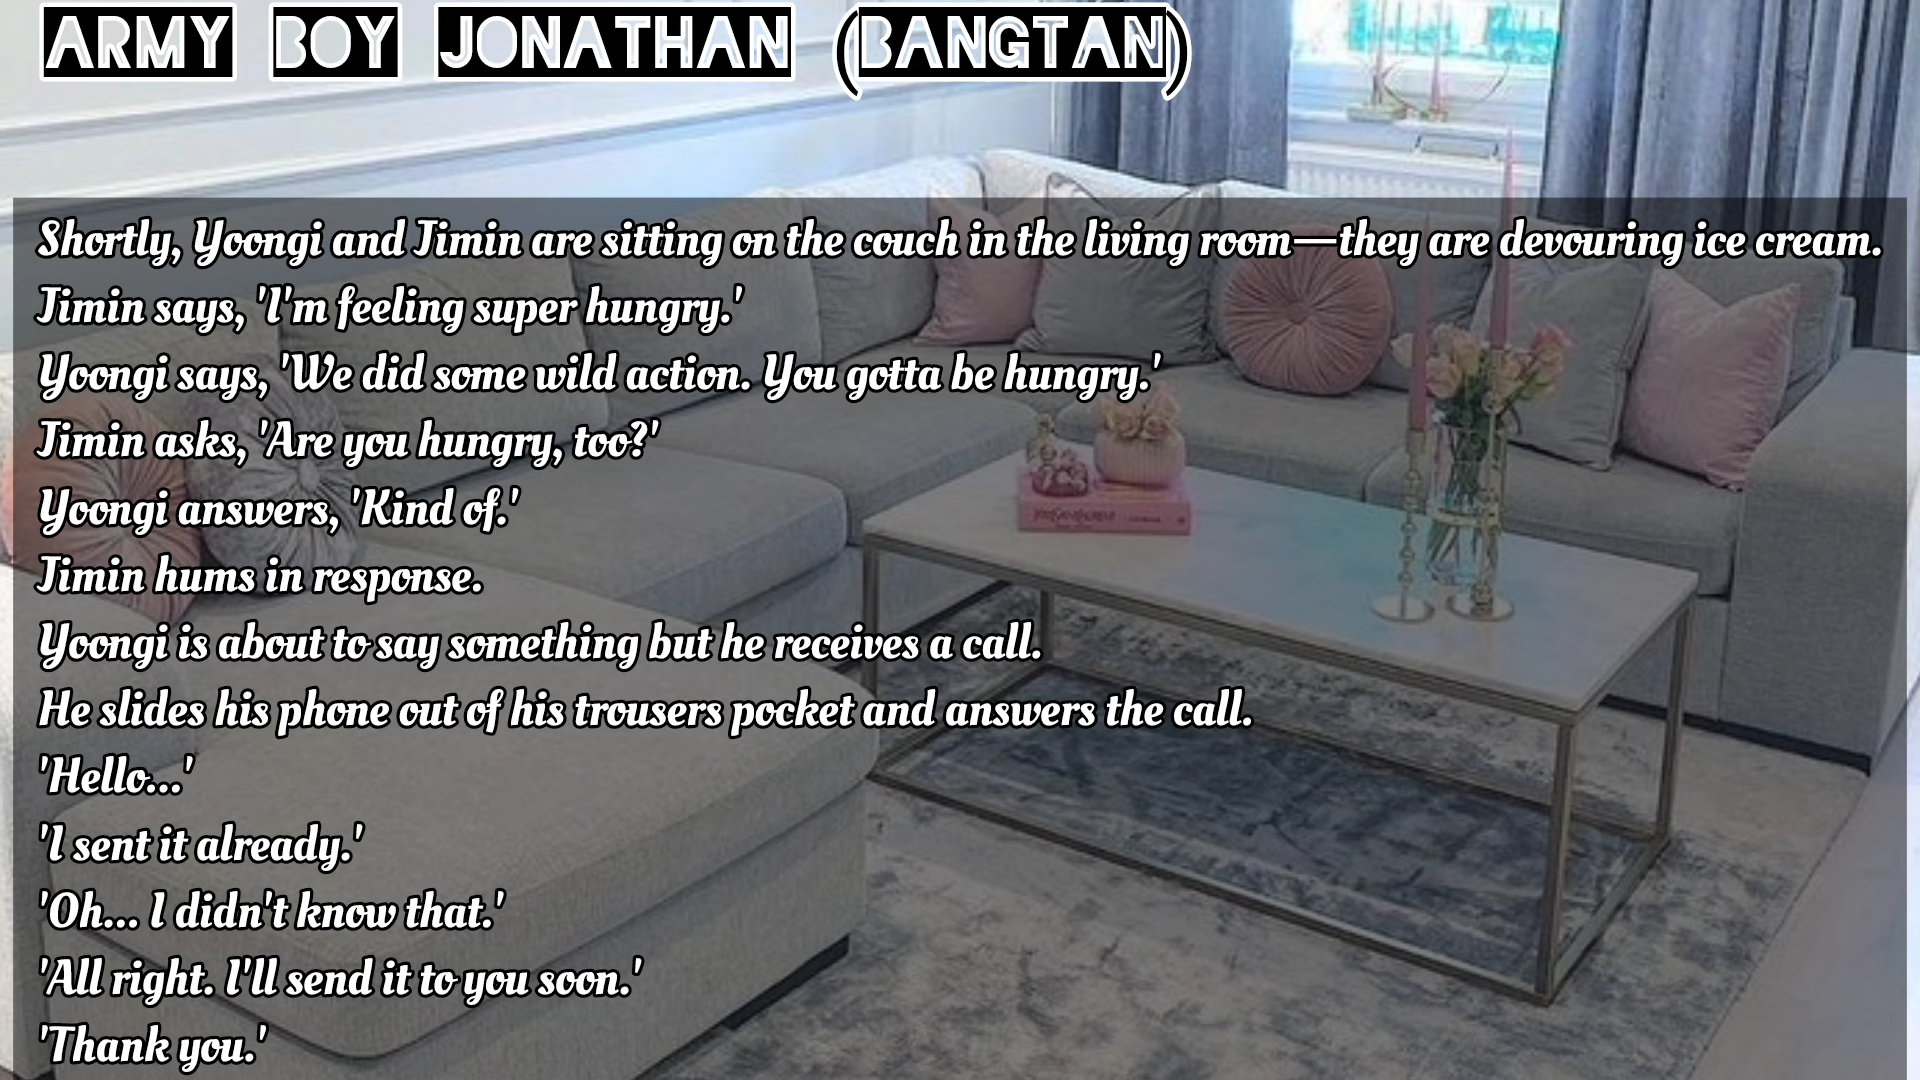 ARMY BOY JONATHAN (BANGTAN)
Shortly, Yoongi and Jimin are sitting on the couch in the living room—they are devouring ice cream.
Jimin says, 'I'm feeling super hungry.'
Yoongi says, 'We did some wild action. You gotta be hungry.'
Jimin asks, 'Are you hungry, too?'
Yoongi answers, 'Kind of.'
Jimin hums in response.
Yoongi is about to say something but he receives a call.
He slides his phone out of his trousers pocket and answers the call.
'Hello...'
'I sent it already.'
'Oh... I didn't know that.'
'All right. I'll send it to you soon.'
'Thank you.'